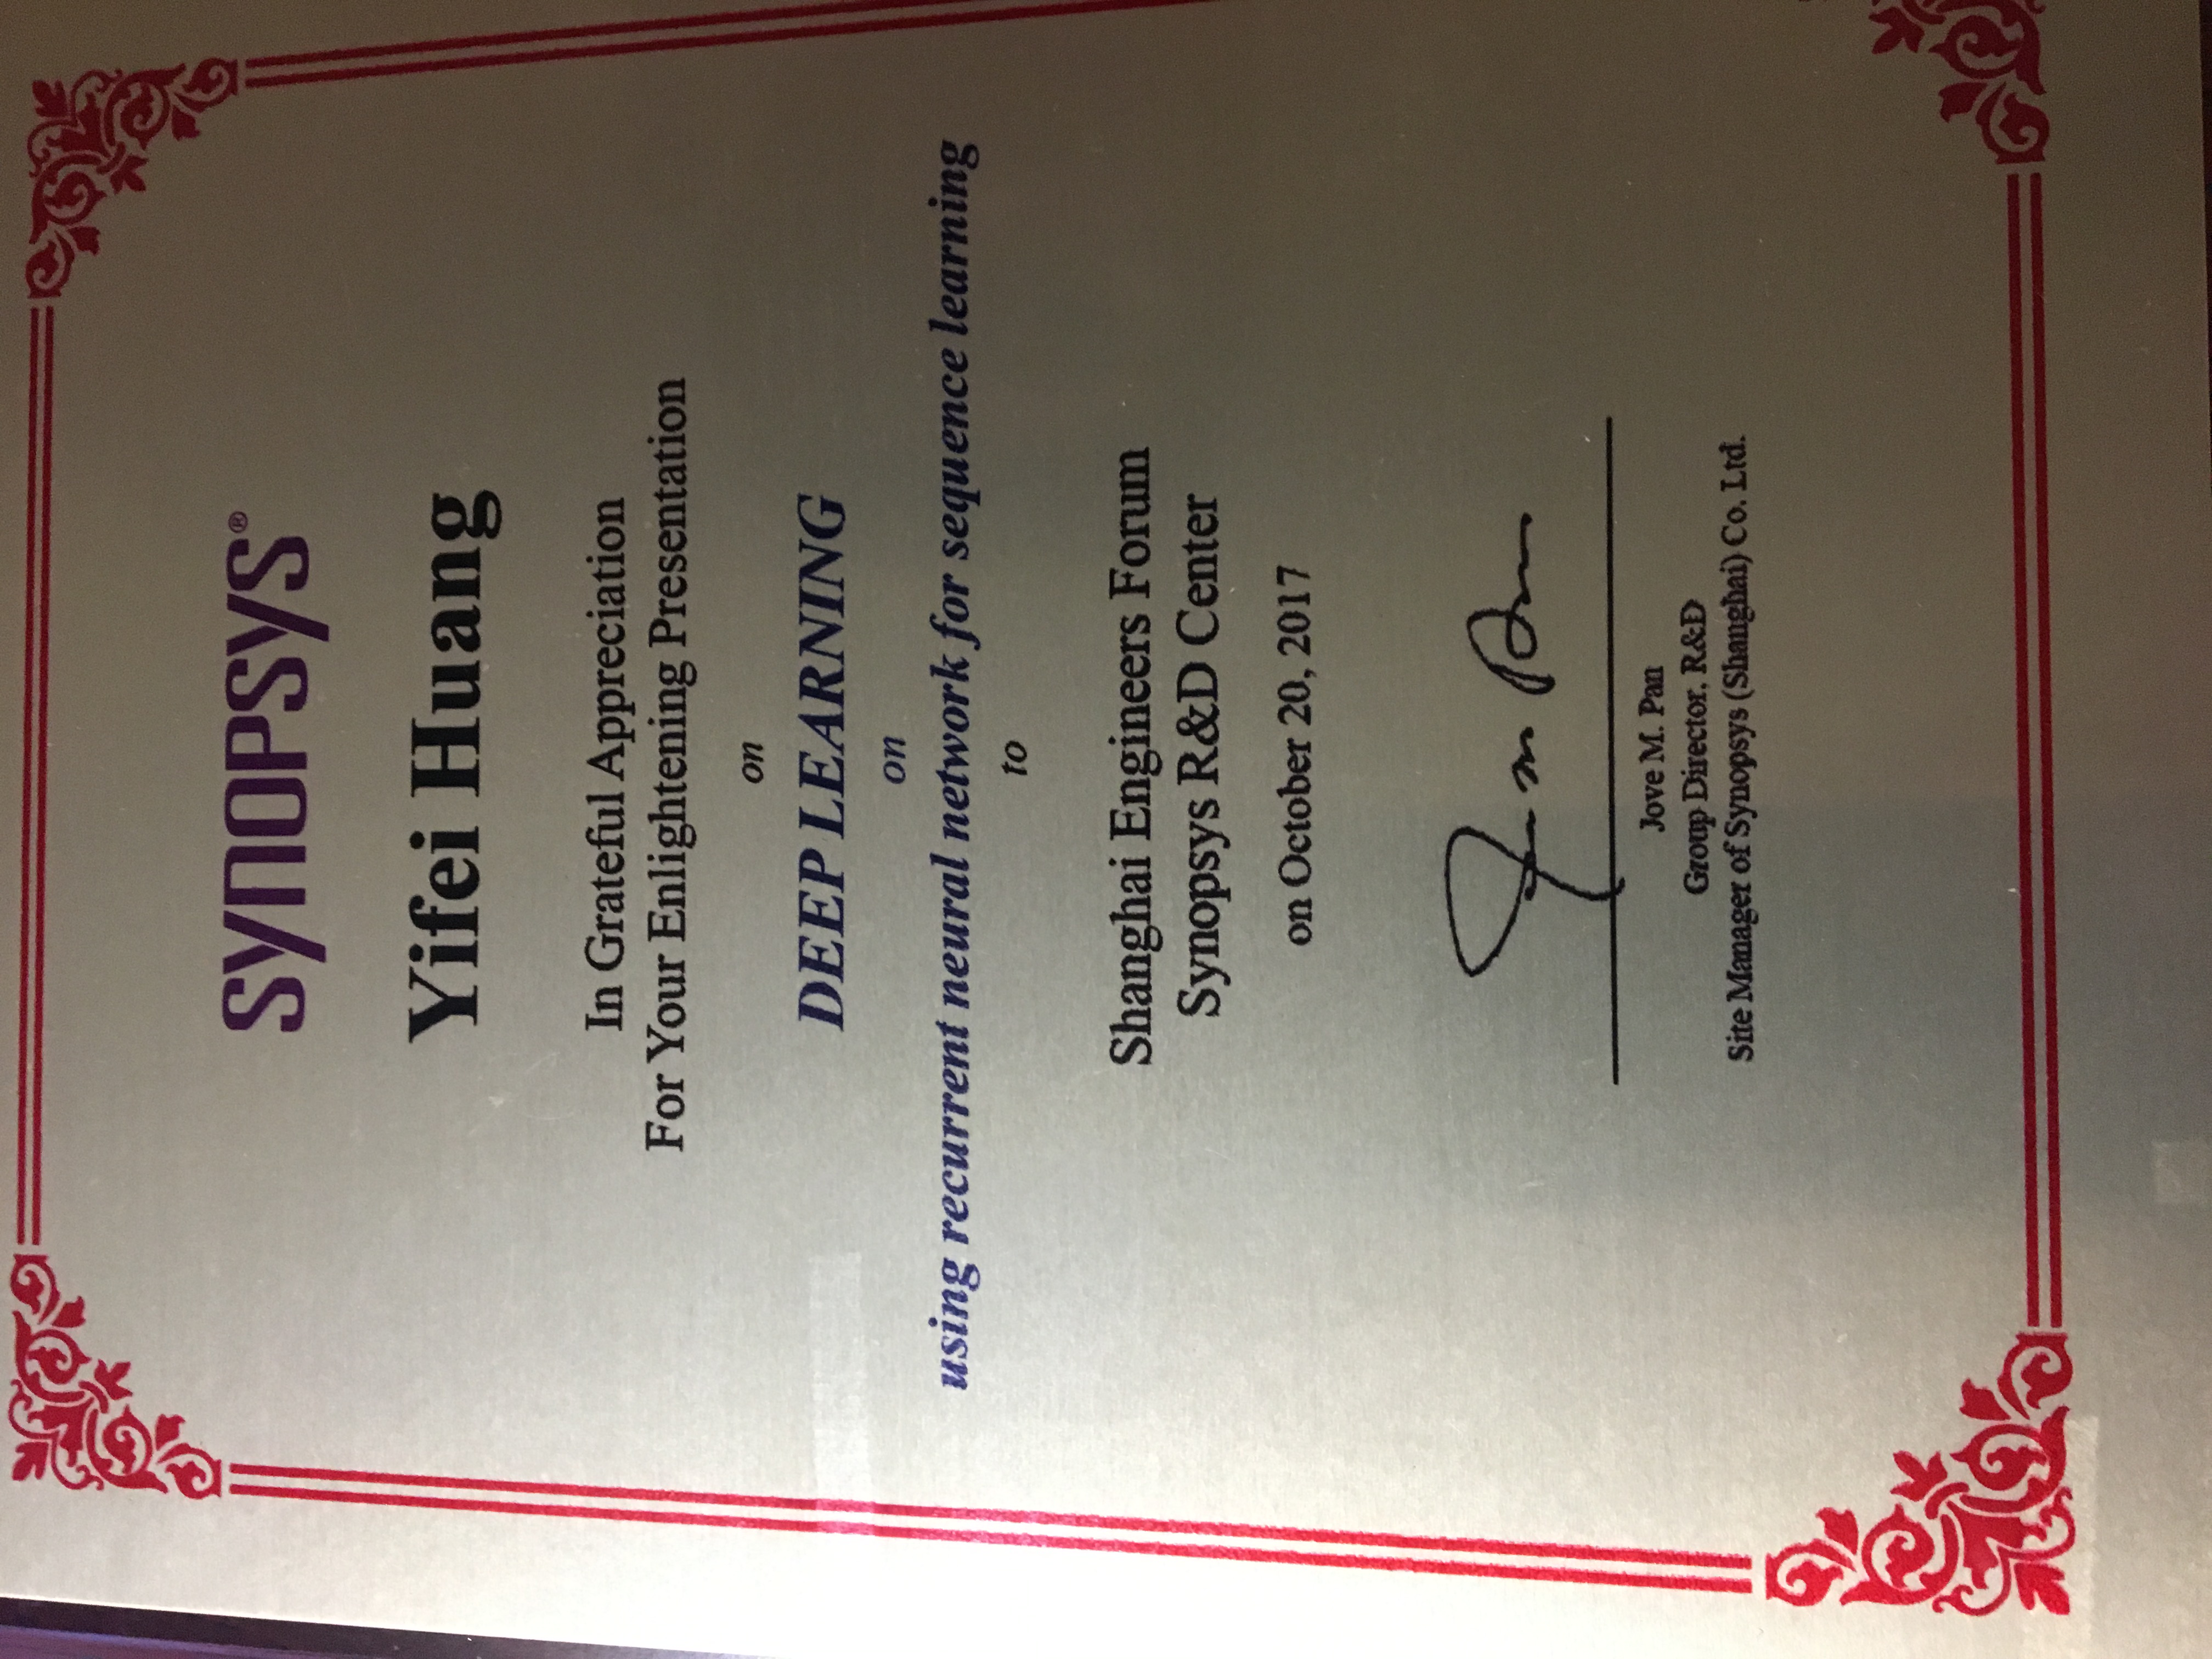 SYNOPSYS®
Yifei Huang
In Grateful Appreciation
For Your Enlightening Presentation
on
DEEP LEARNING
on
using recurrent neural network for sequence learning
to
Shanghai Engineers Forum
Synopsys R&D Center
on October 20, 2017
Jove M. Pan
Group Director, R&D
Site Manager of Synopsys (Shanghai) Co. Ltd.